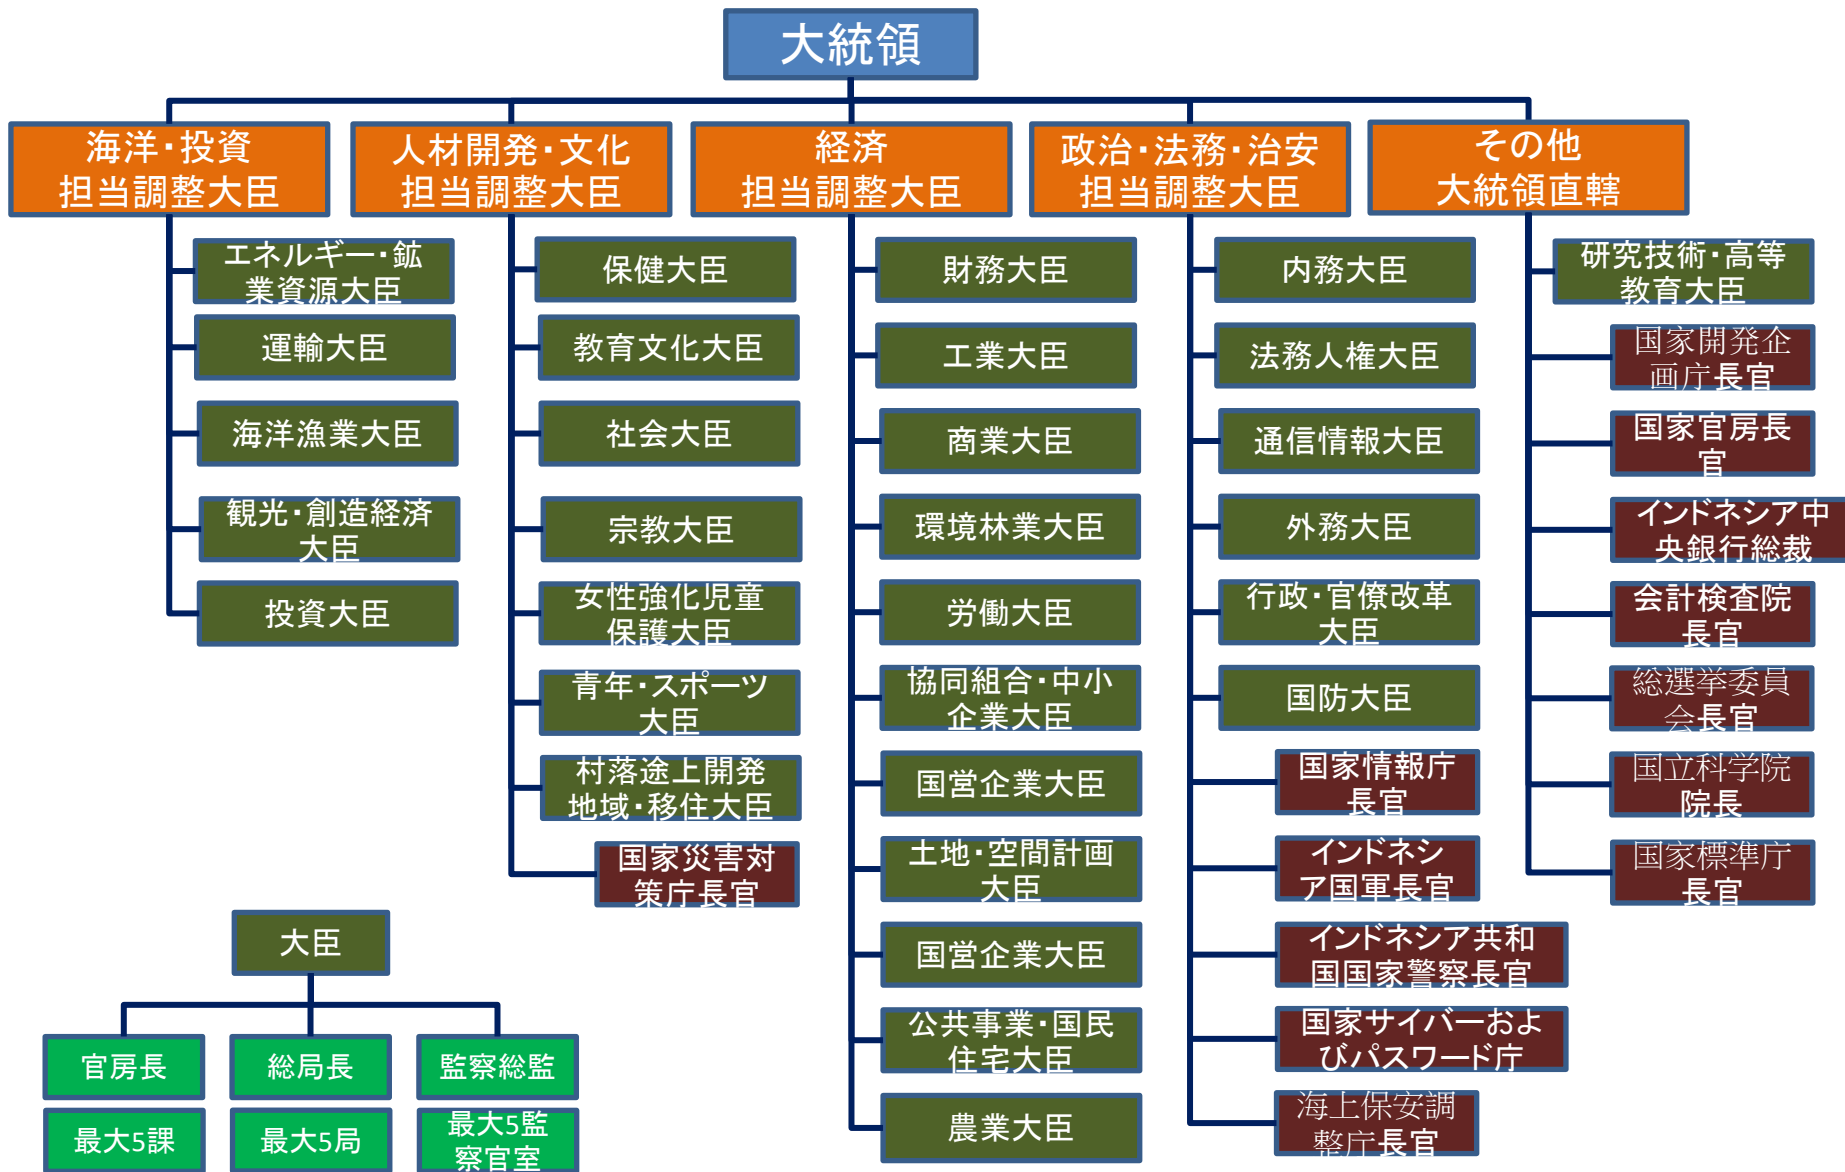 大統領
海洋・投資
担当調整大臣
エネルギー・鉱
業資源大臣
運輸大臣
海洋漁業大臣
観光・創造経済
大臣
投資大臣
人材開発・文化
担当調整大臣
保健大臣
教育文化大臣
社会大臣
宗教大臣
女性強化児童
保護大臣
青年・スポーツ
大臣
村落途上開発
地域・移住大臣
国家災害対
策庁長官
経済
担当調整大臣
財務大臣
工業大臣
商業大臣
環境林業大臣
労働大臣
協同組合・中小
企業大臣
国営企業大臣
土地・空間計画
大臣
国営企業大臣
公共事業・国民
住宅大臣
農業大臣
政治・法務・治安
担当調整大臣
内務大臣
法務人権大臣
通信情報大臣
外務大臣
行政・官僚改革
大臣
国防大臣
国家情報庁
長官
インドネシ
ア国軍長官
インドネシア共和
国国家警察長官
国家サイバーおよ
びパスワード庁
海上保安調
整庁長官
その他
大統領直轄
研究技術・高等
教育大臣
国家開発企
画庁長官
国家官房長
官
インドネシア中
央銀行総裁
会計検査院
長官
総選挙委員
会長官
国立科学院
院長
国家標準庁
長官
大臣
官房長
総局長
監察総監
最大5課
最大5局
最大5監
察官室